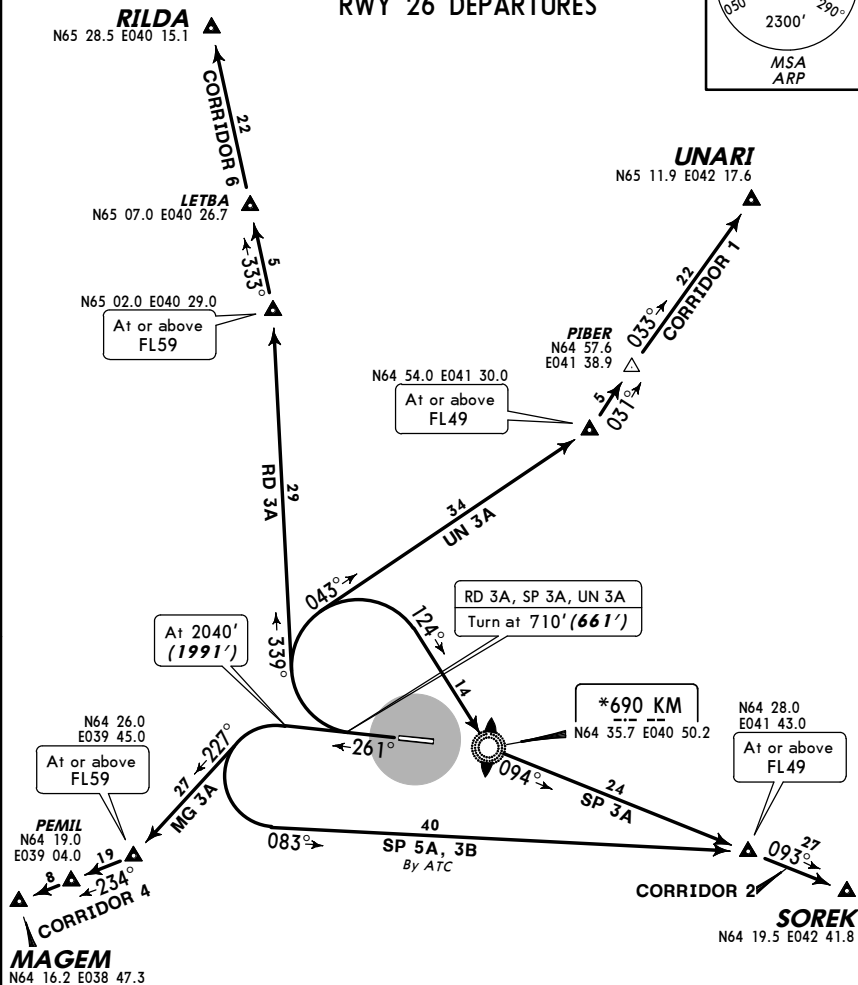 RWY 26 DEPARTURES
050°
290°
2300'
MSA
ARP
RILDA
N65 28.5 E040 15.1
22
CORRIDOR 6
UNARI
N65 11.9 E042 17.6
LETBA
N65 07.0 E040 26.7
5
←333°
22
CORRIDOR 1
033°→
N65 02.0 E040 29.0
At or above
FL59
PIBER
N64 57.6
E041 38.9
N64 54.0 E041 30.0
At or above
FL49
5
031°→
29
RD 3A
34
UN 3A
043°→
124°→
14
←339°
RD 3A, SP 3A, UN 3A
Turn at 710' (661')
At 2040'
(1991')
←261°
*690 KM
N64 35.7 E040 50.2
N64 26.0
E039 45.0
At or above
FL59
←227°
27
MG 3A
N64 28.0
E041 43.0
At or above
FL49
094°→
24
SP 3A
PEMIL
N64 19.0
E039 04.0
083°→
40
SP 5A, 3B
By ATC
27
093°→
19
←234°
8
CORRIDOR 4
CORRIDOR 2
SOREK
N64 19.5 E042 41.8
MAGEM
N64 16.2 E038 47.3